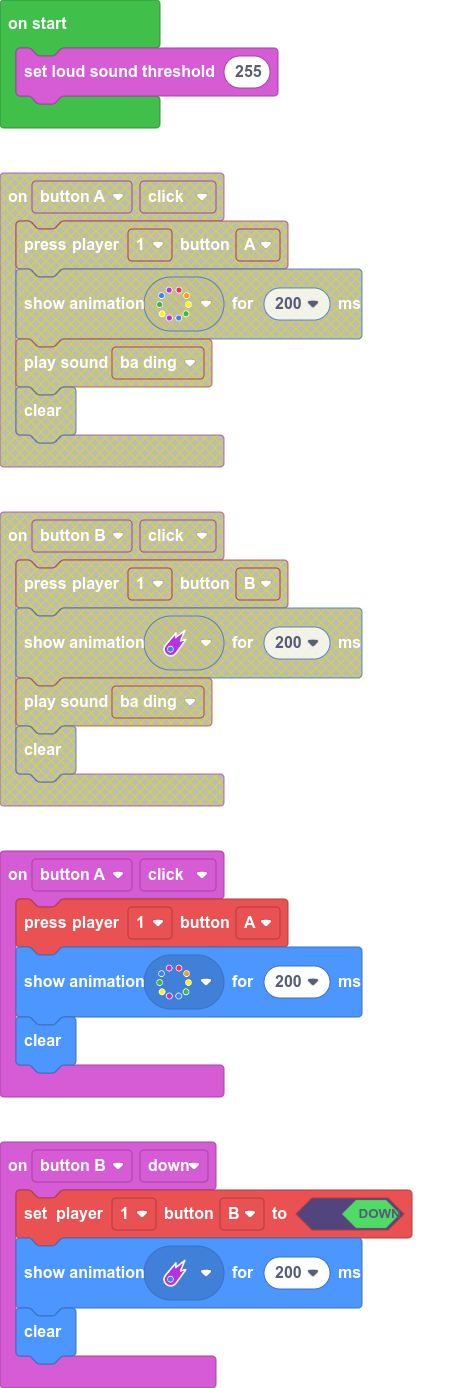 on start
set loud sound threshold 255
on button A click
press player 1 button A
show animation for 200 ms
play sound ba ding
clear
on button B click
press player 1 button B
show animation for 200 ms
play sound ba ding
clear
on button A click
press player 1 button A
show animation for 200 ms
clear
on button B down
set player 1 button B to DOWN
show animation for 200 ms
clear